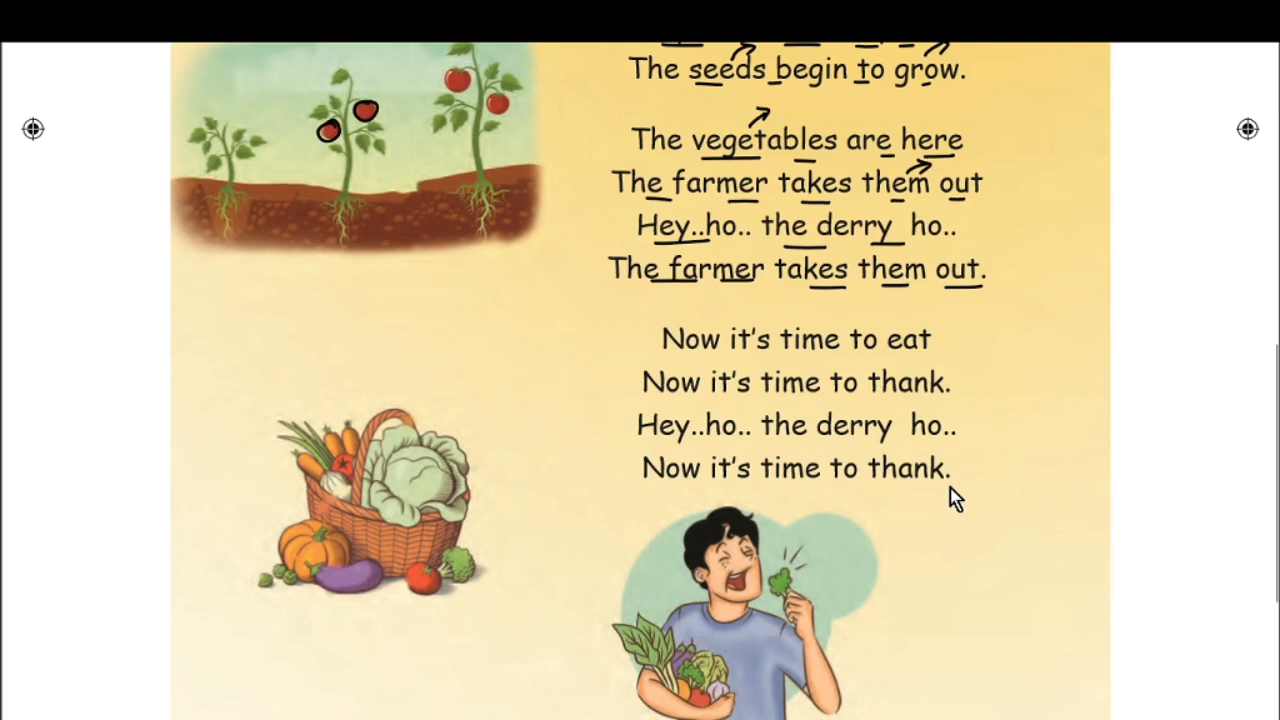 The seeds begin to grow.
The vegetables are here
The farmer takes them out
Hey..ho.. the derry ho..
The farmer takes them out.
Now it's time to eat
Now it's time to thank.
Hey..ho.. the derry ho..
Now it's time to thank.